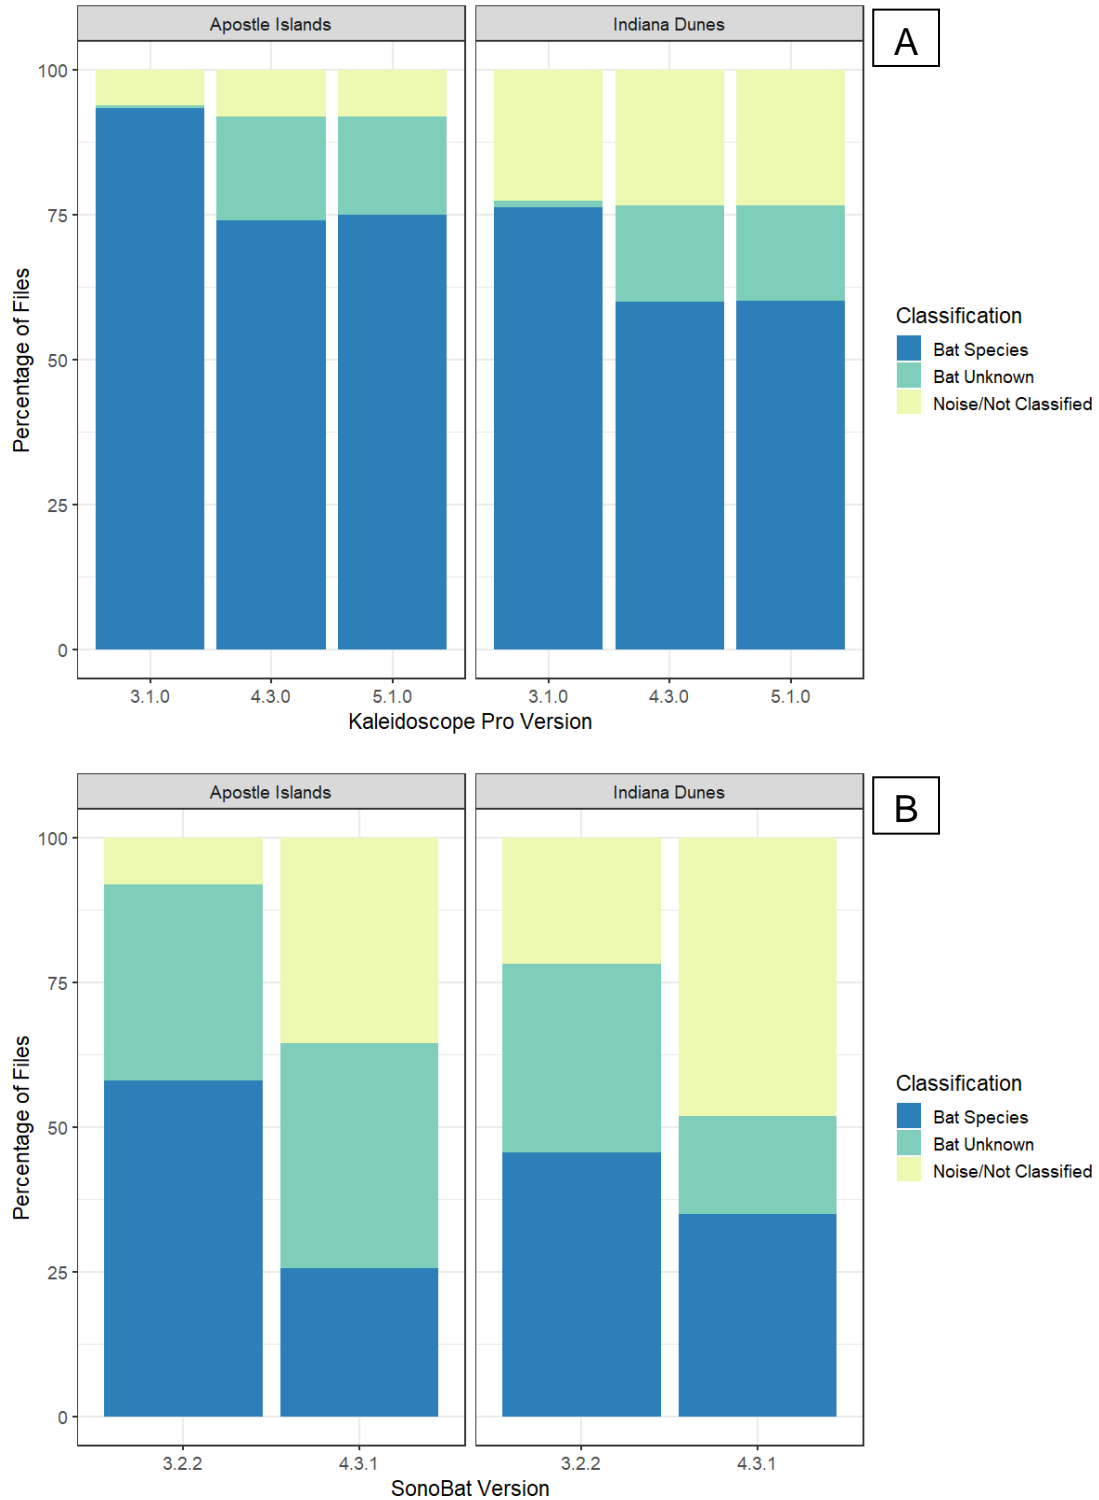 Apostle Islands
Indiana Dunes
A
100
75
50
25
0
Percentage of Files
3.1.0
4.3.0
5.1.0
3.1.0
4.3.0
5.1.0
Kaleidoscope Pro Version
Classification
Bat Species
Bat Unknown
Noise/Not Classified
Apostle Islands
Indiana Dunes
B
100
75
50
25
0
Percentage of Files
3.2.2
4.3.1
3.2.2
4.3.1
SonoBat Version
Classification
Bat Species
Bat Unknown
Noise/Not Classified